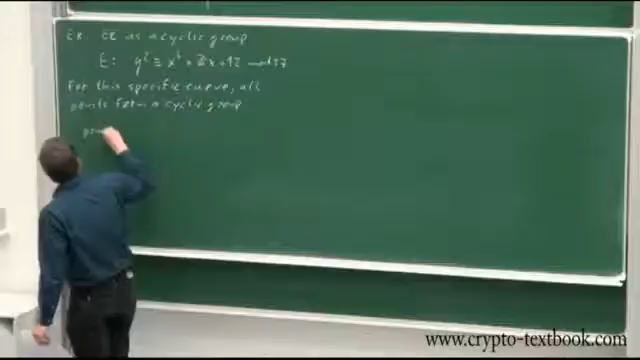 Ex. EC as a cyclic group
E: y² ≡ x³ + 2x + 2 mod 17
For this specific curve, all
points form a cyclic group
www.crypto-textbook.com